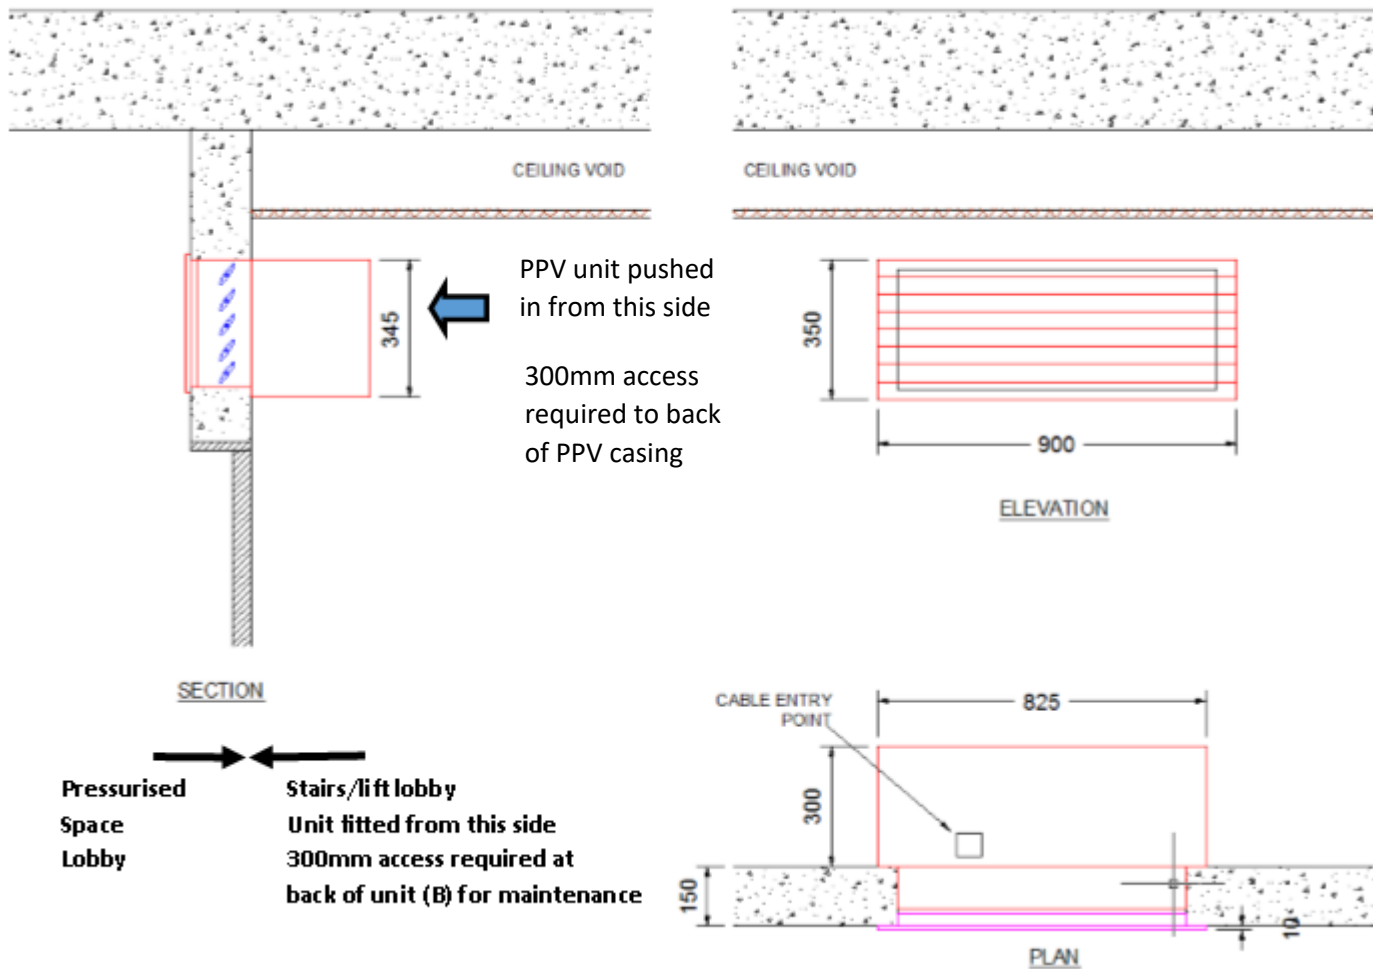 CEILING VOID
CEILING VOID
PPV unit pushed
in from this side
345
300mm access
required to back
of PPV casing
350
900
ELEVATION
SECTION
Pressurised
Space
Lobby
Stairs/lift lobby
Unit fitted from this side
300mm access required at
back of unit (B) for maintenance
CABLE ENTRY
POINT
825
300
150
10
PLAN